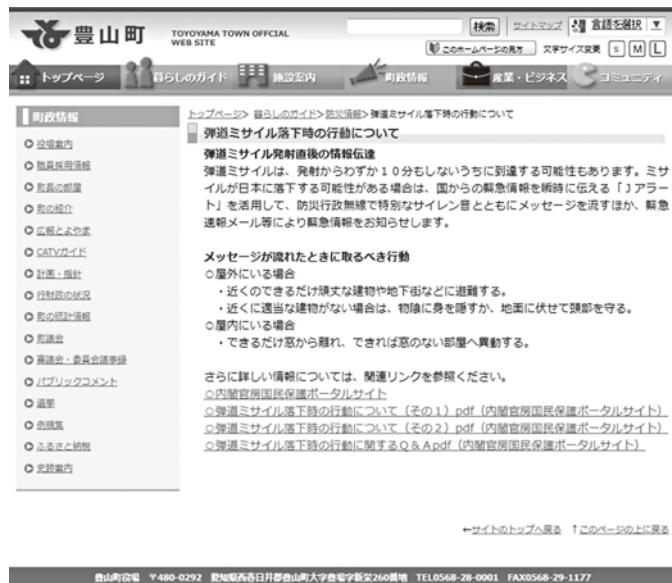 豊山町
TOYOYAMA TOWN OFFCIAL
WEB SITE
検索
サイトマップ
言語を選択 ▼
このホームページの見方
文字サイズ変更 S M L
トップページ
暮らしのガイド
施設案内
町政情報
産業・ビジネス
コミュニティ
町政情報
役場案内
職員採用情報
町長の部屋
町の紹介
広報とよやま
CATVガイド
計画・指針
行財政の状況
町の統計情報
町議会
審議会・委員会議事録
パブリックコメント
選挙
例規集
ふるさと納税
史跡案内
トップページ> 暮らしのガイド>防災情報>弾道ミサイル落下時の行動について
弾道ミサイル落下時の行動について
弾道ミサイル発射直後の情報伝達
弾道ミサイルは、発射からわずか10分もしないうちに到達する可能性もあります。ミサ
イルが日本に落下する可能性がある場合は、国からの緊急情報を瞬時に伝える「Jアラー
ト」を活用して、防災行政無線で特別なサイレン音とともにメッセージを流すほか、緊急
速報メール等により緊急情報をお知らせします。
メッセージが流れたときに取るべき行動
○屋外にいる場合
・近くのできるだけ頑丈な建物や地下街などに避難する。
・近くに適当な建物がない場合は、物陰に身を隠すか、地面に伏せて頭部を守る。
○屋内にいる場合
・できるだけ窓から離れ、できれば窓のない部屋へ異動する。
さらに詳しい情報については、関連リンクを参照ください。
○内閣官房国民保護ポータルサイト
○弾道ミサイル落下時の行動について（その1）pdf（内閣官房国民保護ポータルサイト）
○弾道ミサイル落下時の行動について（その2）pdf（内閣官房国民保護ポータルサイト）
○弾道ミサイル落下時の行動に関するQ&Apdf（内閣官房国民保護ポータルサイト）
←サイトのトップへ戻る ↑このページの上に戻る
豊山町役場 〒480-0292 愛知県西春日井郡豊山町大字豊場字新栄260番地 TEL0568-28-0001 FAX0568-29-1177